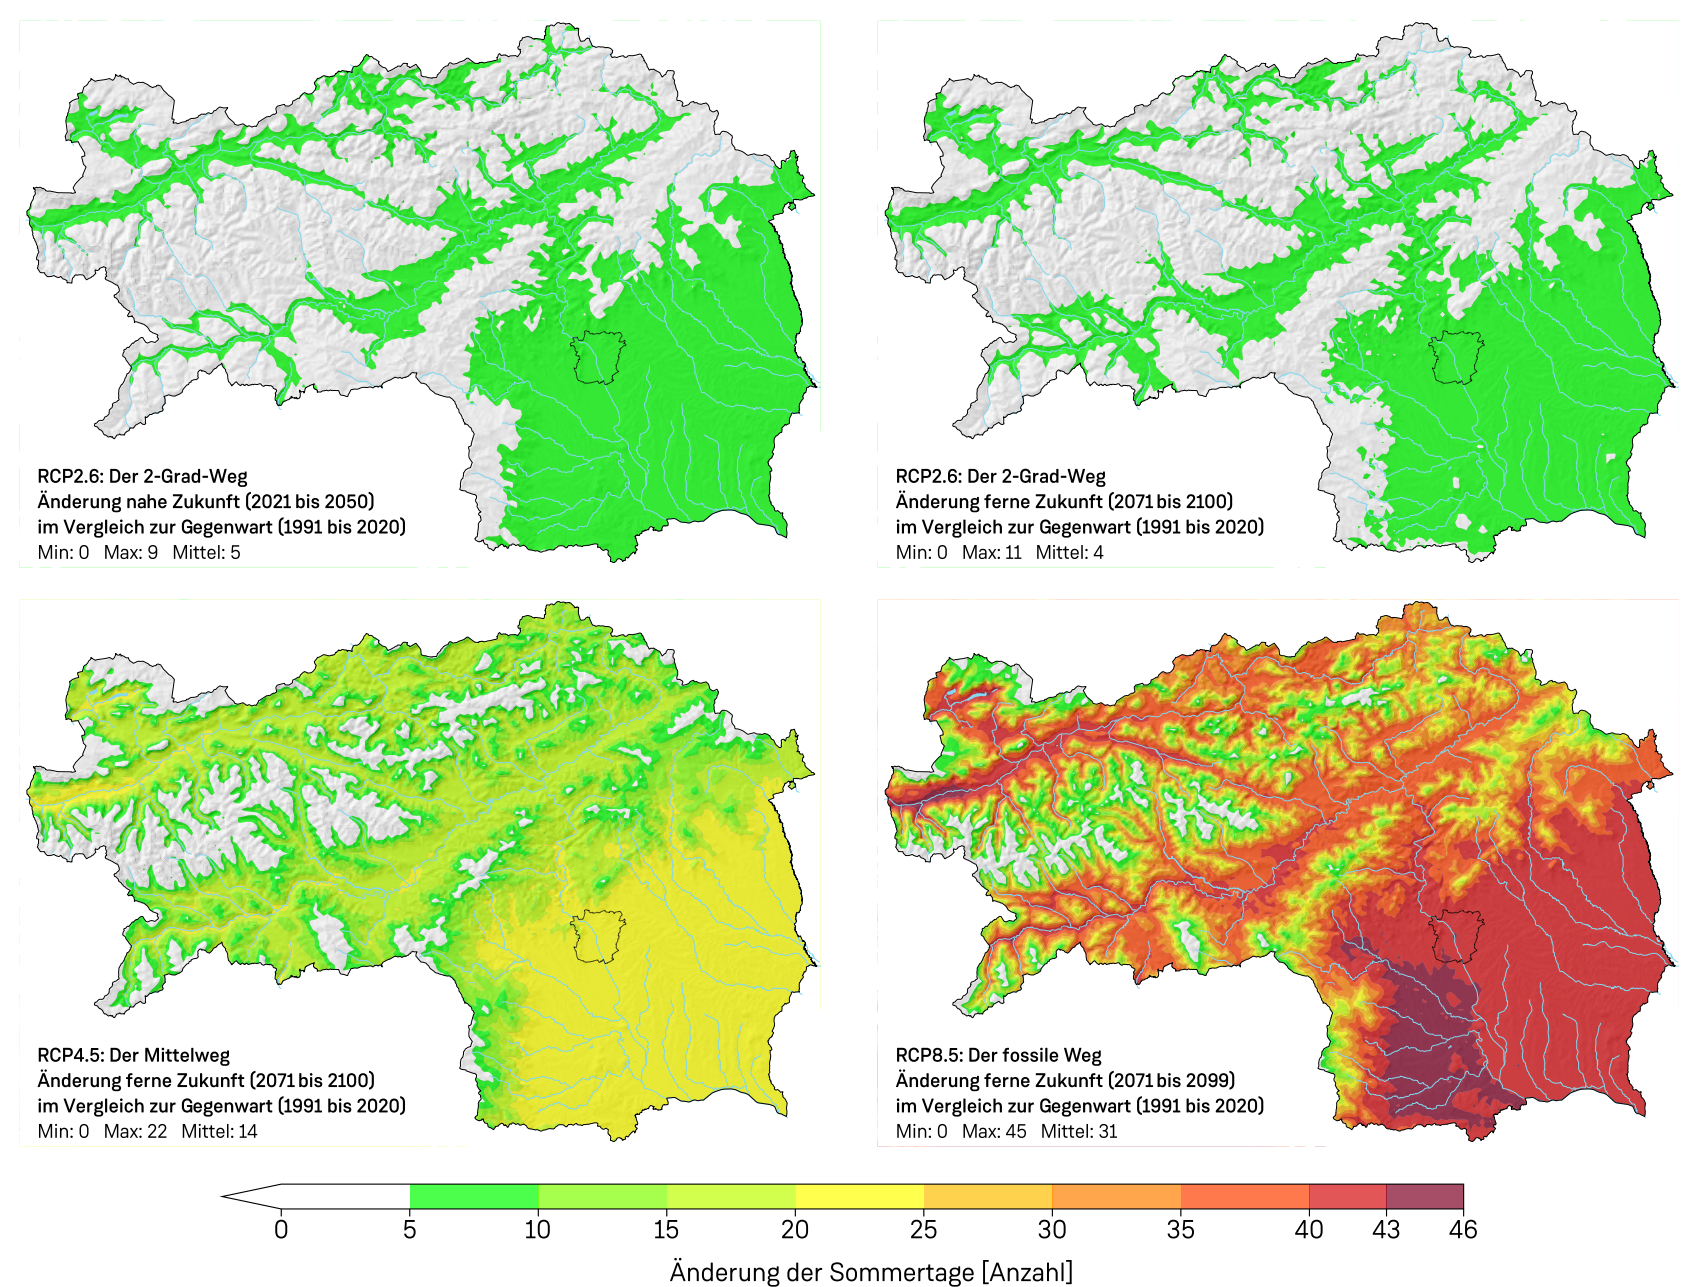 RCP2.6: Der 2-Grad-Weg
Änderung nahe Zukunft (2021 bis 2050)
im Vergleich zur Gegenwart (1991 bis 2020)
Min: 0 Max: 9 Mittel: 5
RCP2.6: Der 2-Grad-Weg
Änderung ferne Zukunft (2071 bis 2100)
im Vergleich zur Gegenwart (1991 bis 2020)
Min: 0 Max: 11 Mittel: 4
RCP4.5: Der Mittelweg
Änderung ferne Zukunft (2071 bis 2100)
im Vergleich zur Gegenwart (1991 bis 2020)
Min: 0 Max: 22 Mittel: 14
RCP8.5: Der fossile Weg
Änderung ferne Zukunft (2071 bis 2099)
im Vergleich zur Gegenwart (1991 bis 2020)
Min: 0 Max: 45 Mittel: 31
0 5 10 15 20 25 30 35 40 43 46
Änderung der Sommertage [Anzahl]